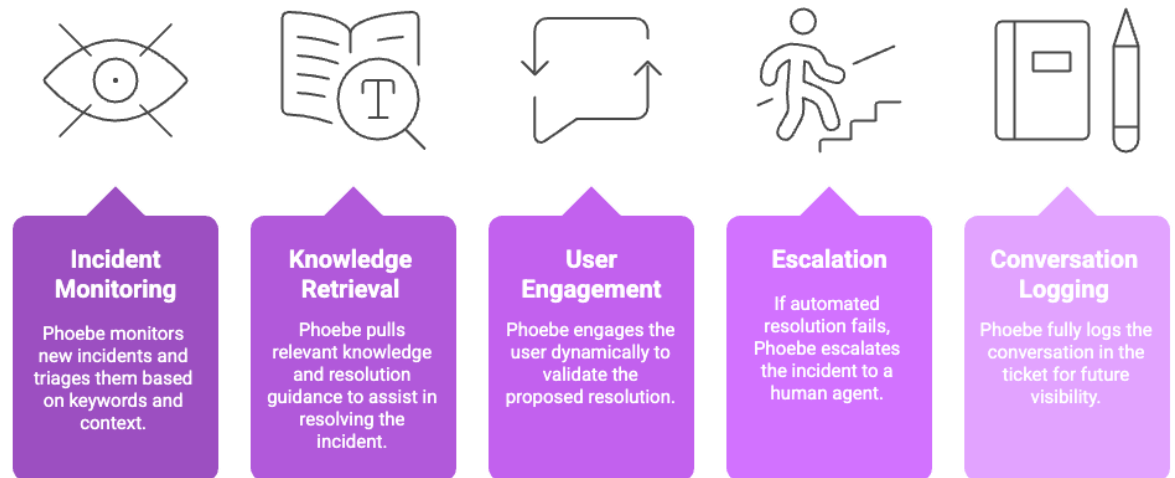 T
Incident
Monitoring
Phoebe monitors
new incidents and
triages them based
on keywords and
context.
Knowledge
Retrieval
Phoebe pulls
relevant knowledge
and resolution
guidance to assist in
resolving the
incident.
User
Engagement
Phoebe engages the
user dynamically to
validate the
proposed resolution.
Escalation
If automated
resolution fails,
Phoebe escalates
the incident to a
human agent.
Conversation
Logging
Phoebe fully logs the
conversation in the
ticket for future
visibility.